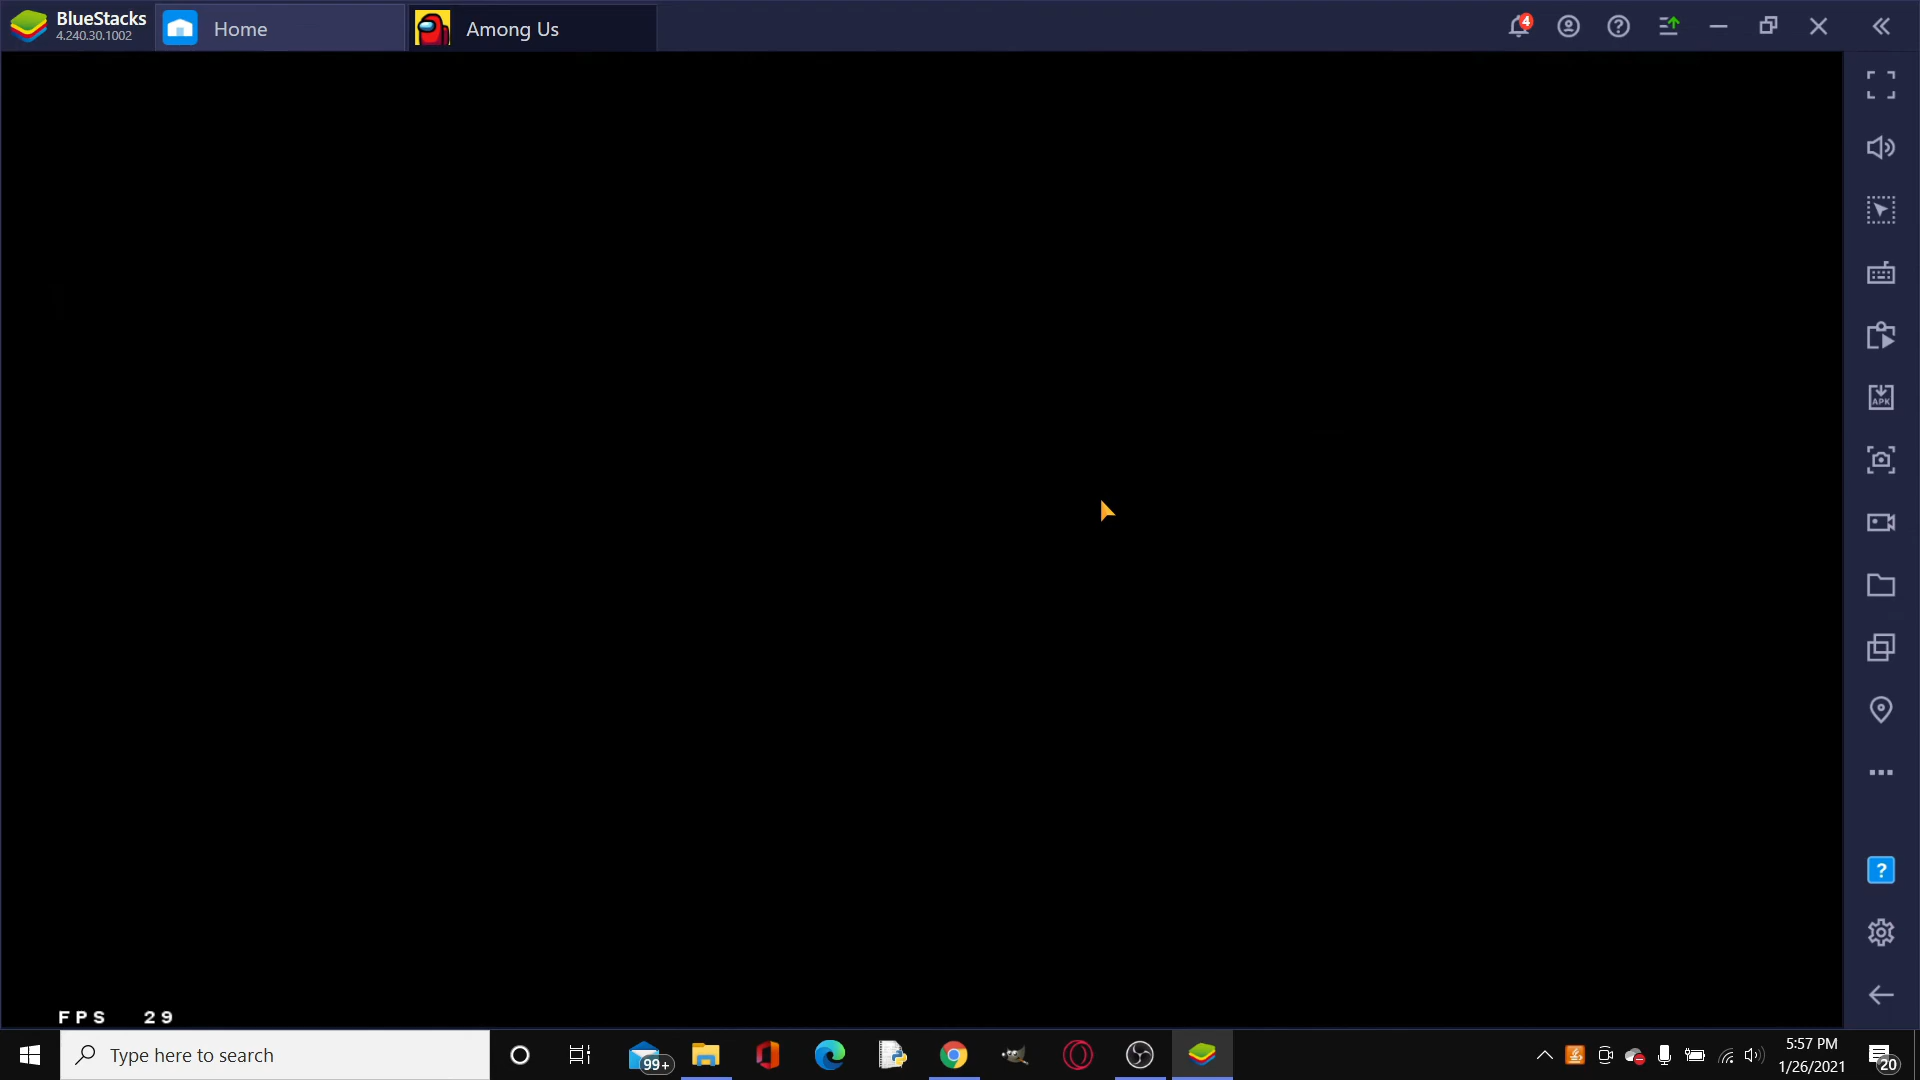 BlueStacks
4.240.30.1002
Home
Among Us
4
APK
?
FPS 29
Type here to search
99+
5:57 PM
1/26/2021
20